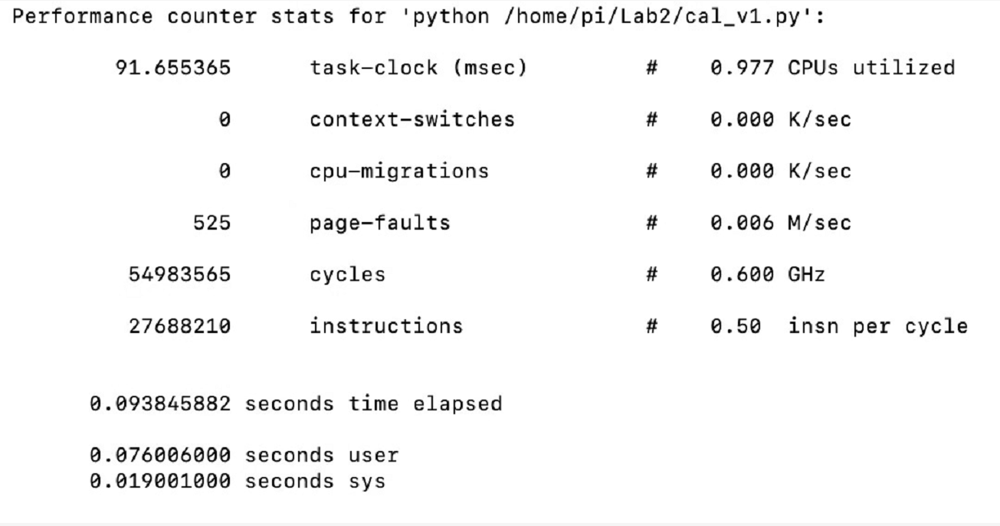 Performance counter stats for 'python /home/pi/Lab2/cal_v1.py':
91.655365 task-clock (msec) # 0.977 CPUs utilized
0 context-switches # 0.000 K/sec
0 cpu-migrations # 0.000 K/sec
525 page-faults # 0.006 M/sec
54983565 cycles # 0.600 GHz
27688210 instructions # 0.50 insn per cycle
0.093845882 seconds time elapsed
0.076006000 seconds user
0.019001000 seconds sys